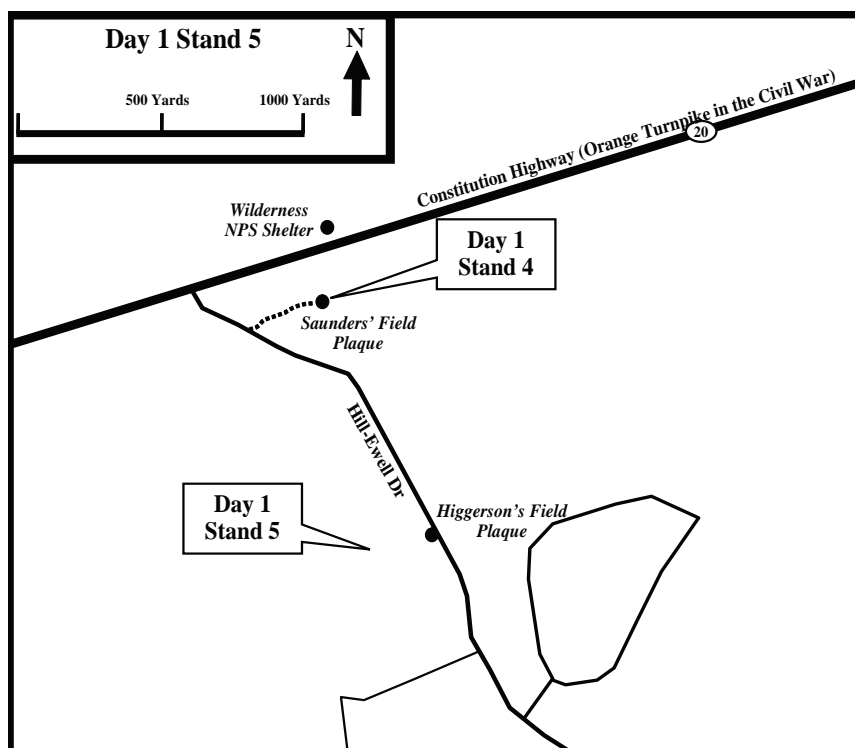 Day 1 Stand 5
N
500 Yards
1000 Yards
Constitution Highway (Orange Turnpike in the Civil War)
20
Wilderness
NPS Shelter
Day 1
Stand 4
Saunders’ Field
Plaque
Hill-Ewell Dr
Day 1
Stand 5
Higgerson’s Field
Plaque